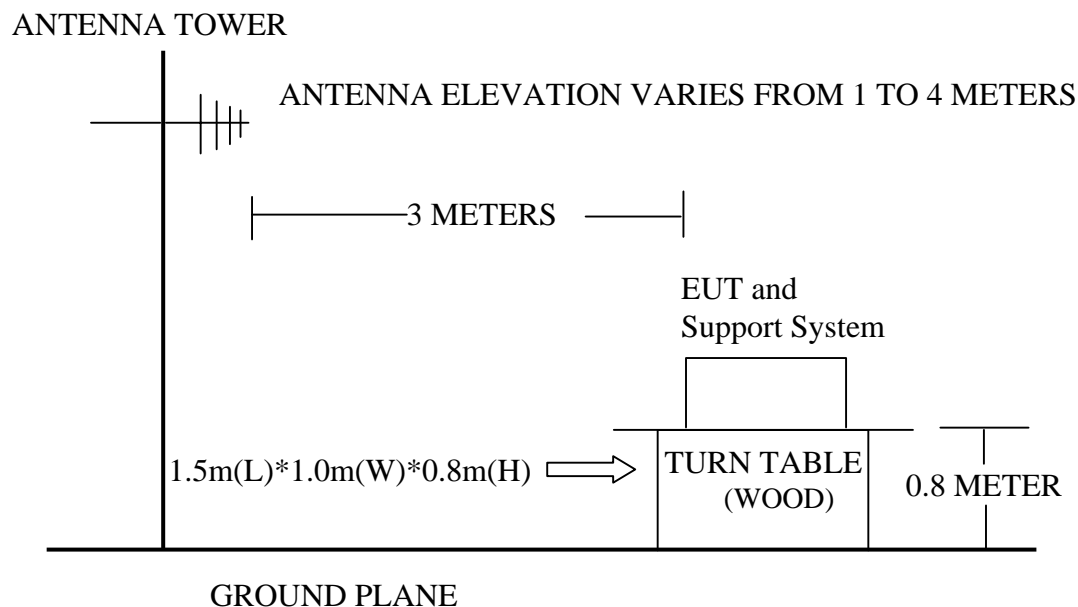 ANTENNA TOWER
ANTENNA ELEVATION VARIES FROM 1 TO 4 METERS
3 METERS
EUT and
Support System
1.5m(L)*1.0m(W)*0.8m(H)
TURN TABLE
(WOOD)
0.8 METER
GROUND PLANE